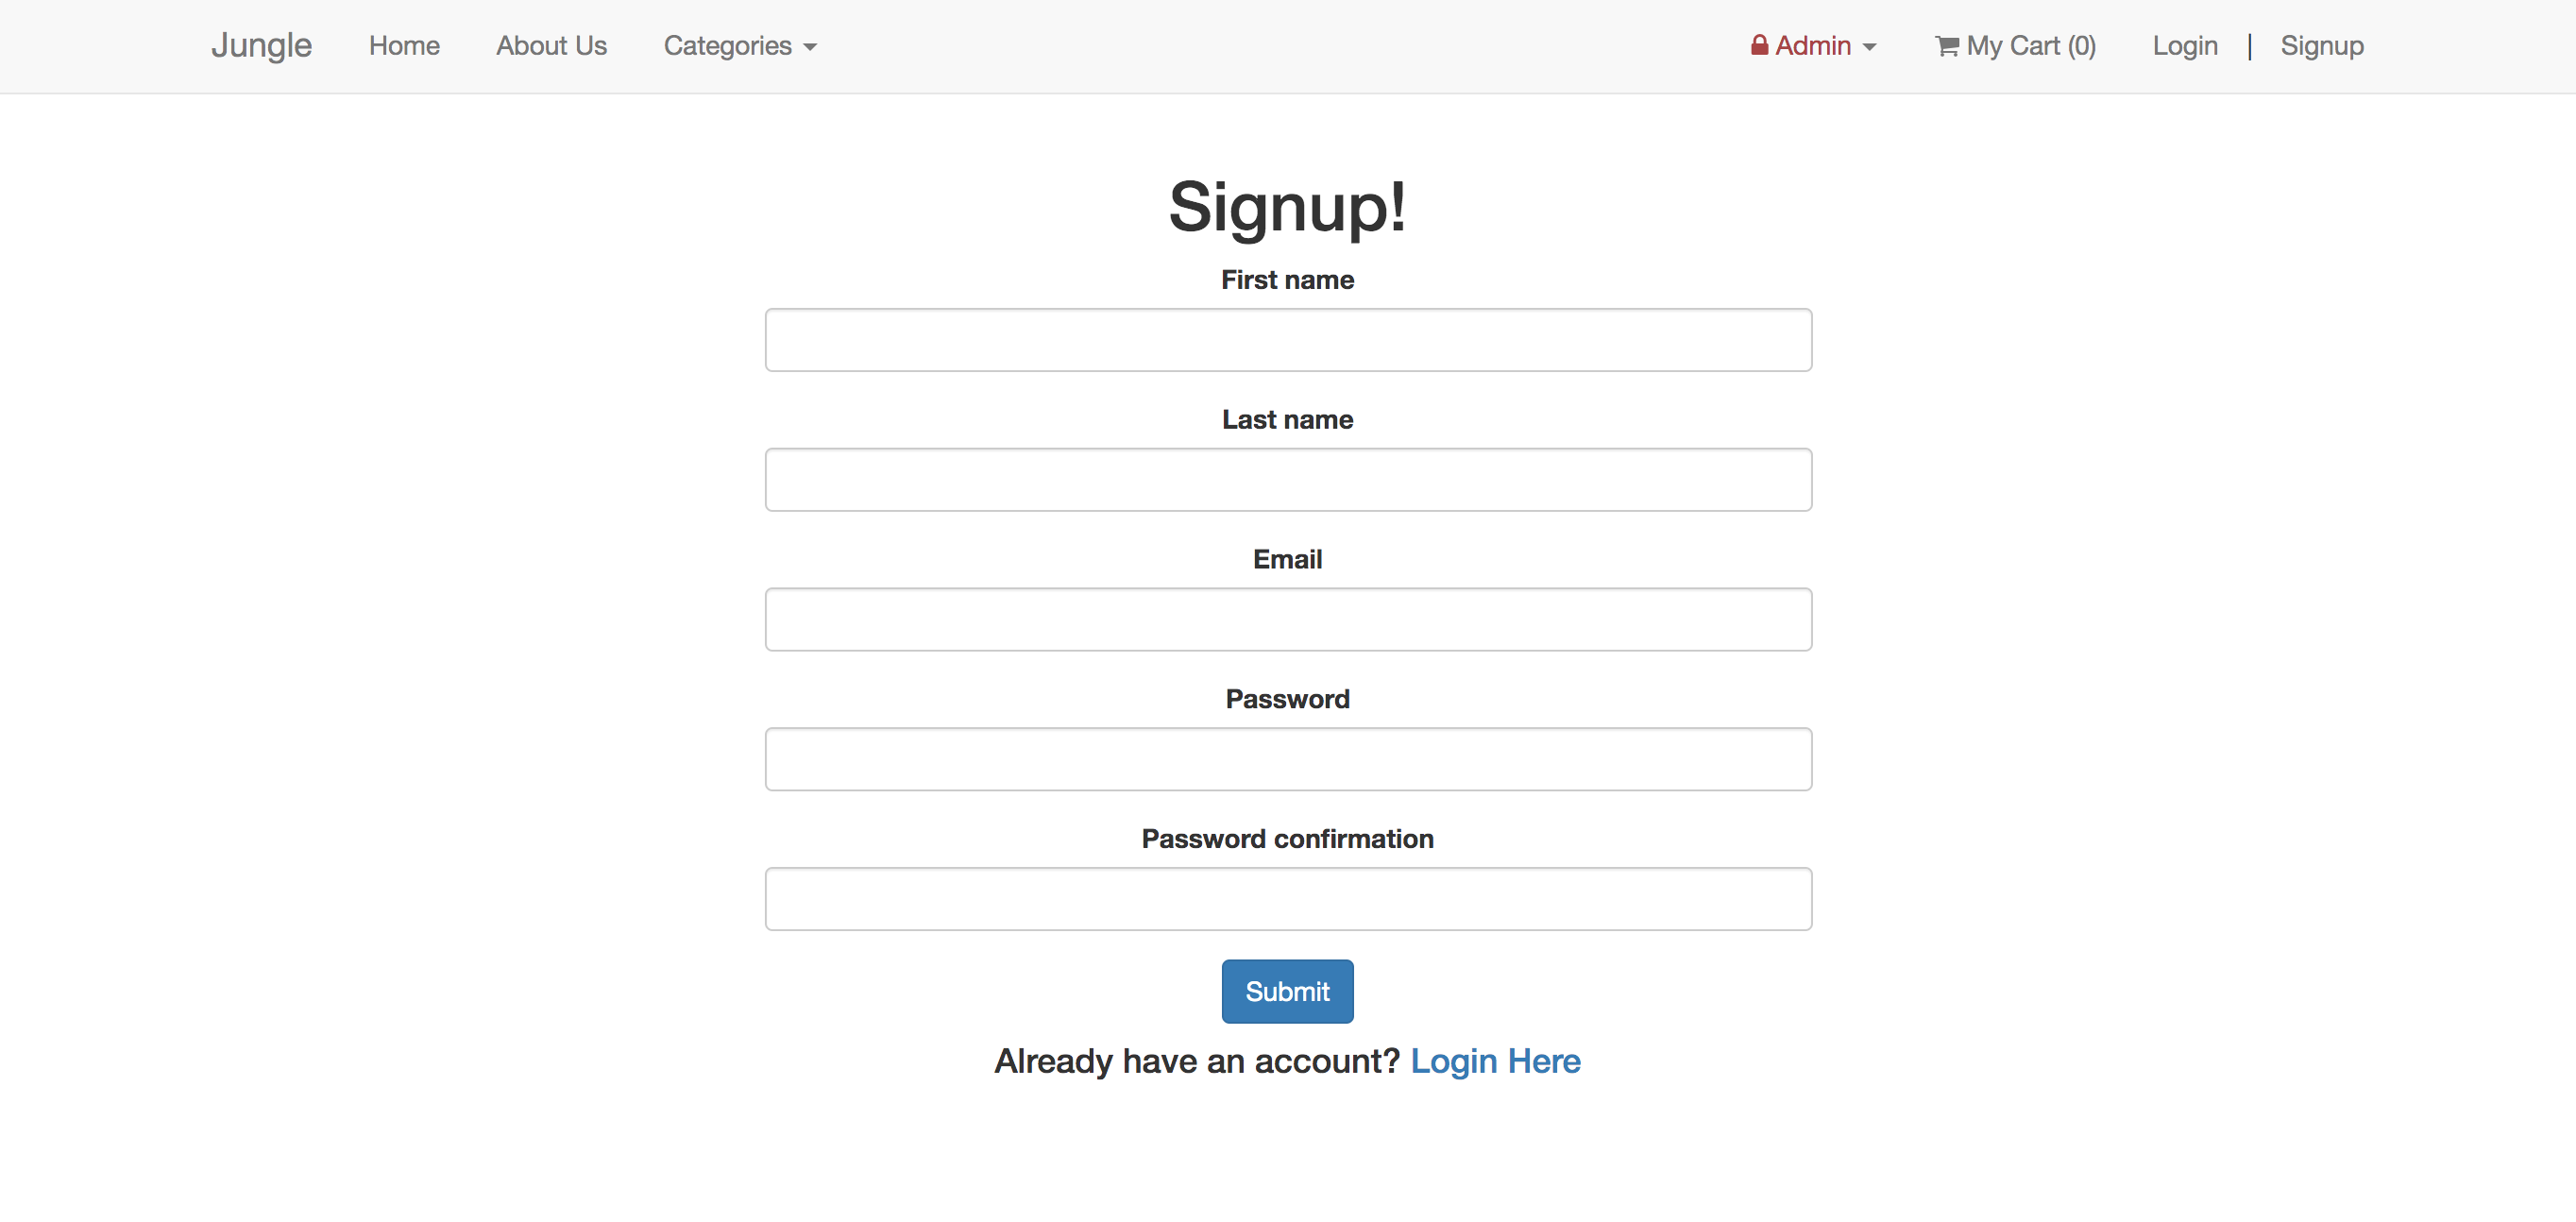 Jungle Home About Us Categories Admin My Cart (0) Login | Signup
Signup!
First name
Last name
Email
Password
Password confirmation
Submit
Already have an account? Login Here